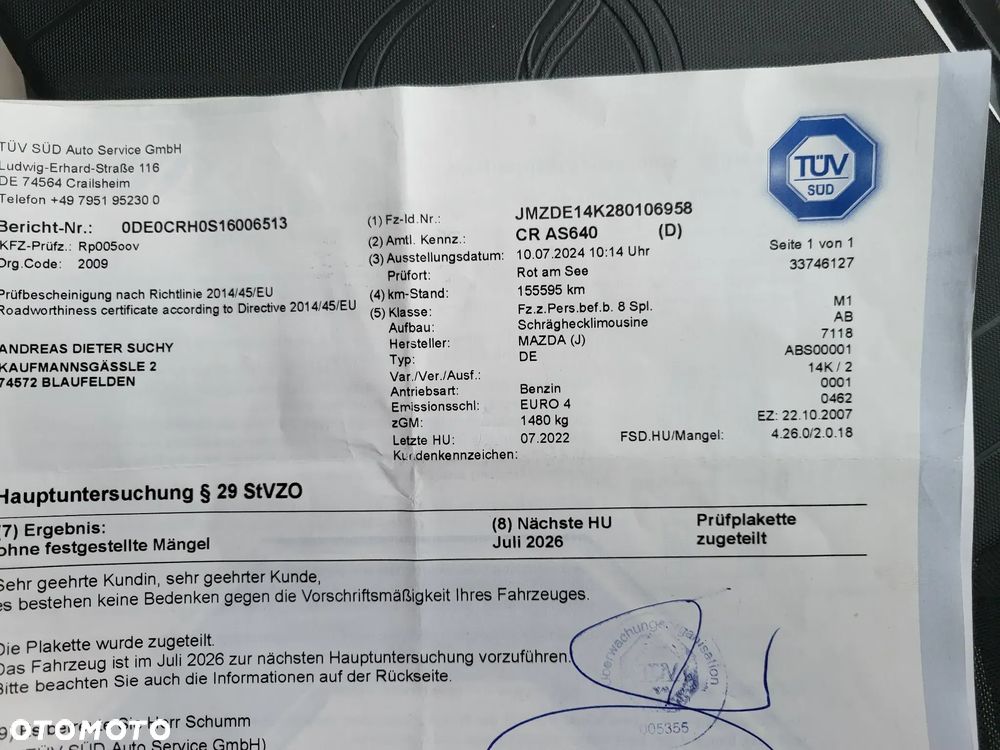 TÜV SÜD Auto Service GmbH
Ludwig-Erhard-Straße 116
DE 74564 Crailsheim
Telefon +49 7951 95230 0
Bericht-Nr.: 0DE0CRH0S16006513
KFZ-Prüfz.: Rp005oov
Org.Code: 2009
Prüfbescheinigung nach Richtlinie 2014/45/EU
Roadworthiness certificate according to Directive 2014/45/EU
ANDREAS DIETER SUCHY
KAUFMANNSGÄSSLE 2
74572 BLAUFELDEN
TÜV
SÜD
Seite 1 von 1
33746127
(1) Fz-Id.Nr.: JMZDE14K280106958
(2) Amtl. Kennz.: CR AS640 (D)
(3) Ausstellungsdatum: 10.07.2024 10:14 Uhr
Prüfort: Rot am See
(4) km-Stand: 155595 km
(5) Klasse: Fz.z.Pers.bef.b. 8 Spl. M1
Aufbau: Schräghecklimousine AB
Hersteller: MAZDA (J) 7118
Typ: DE ABS00001
Var./Ver./Ausf.: 14K / 2
Antriebsart: Benzin 0001
Emissionsschl: EURO 4 0462
zGM: 1480 kg EZ: 22.10.2007
Letzte HU: 07.2022 FSD.HU/Mangel: 4.26.0/2.0.18
Kundenkennzeichen:
Hauptuntersuchung § 29 StVZO
(7) Ergebnis: (8) Nächste HU Prüfplakette
ohne festgestellte Mängel Juli 2026 zugeteilt
Sehr geehrte Kundin, sehr geehrter Kunde,
es bestehen keine Bedenken gegen die Vorschriftsmäßigkeit Ihres Fahrzeuges.
Die Plakette wurde zugeteilt.
Das Fahrzeug ist im Juli 2026 zur nächsten Hauptuntersuchung vorzuführen.
Bitte beachten Sie auch die Informationen auf der Rückseite.
Herr Schumm
TÜV SÜD Auto Service GmbH)
TÜV
005355
OTOMOTO